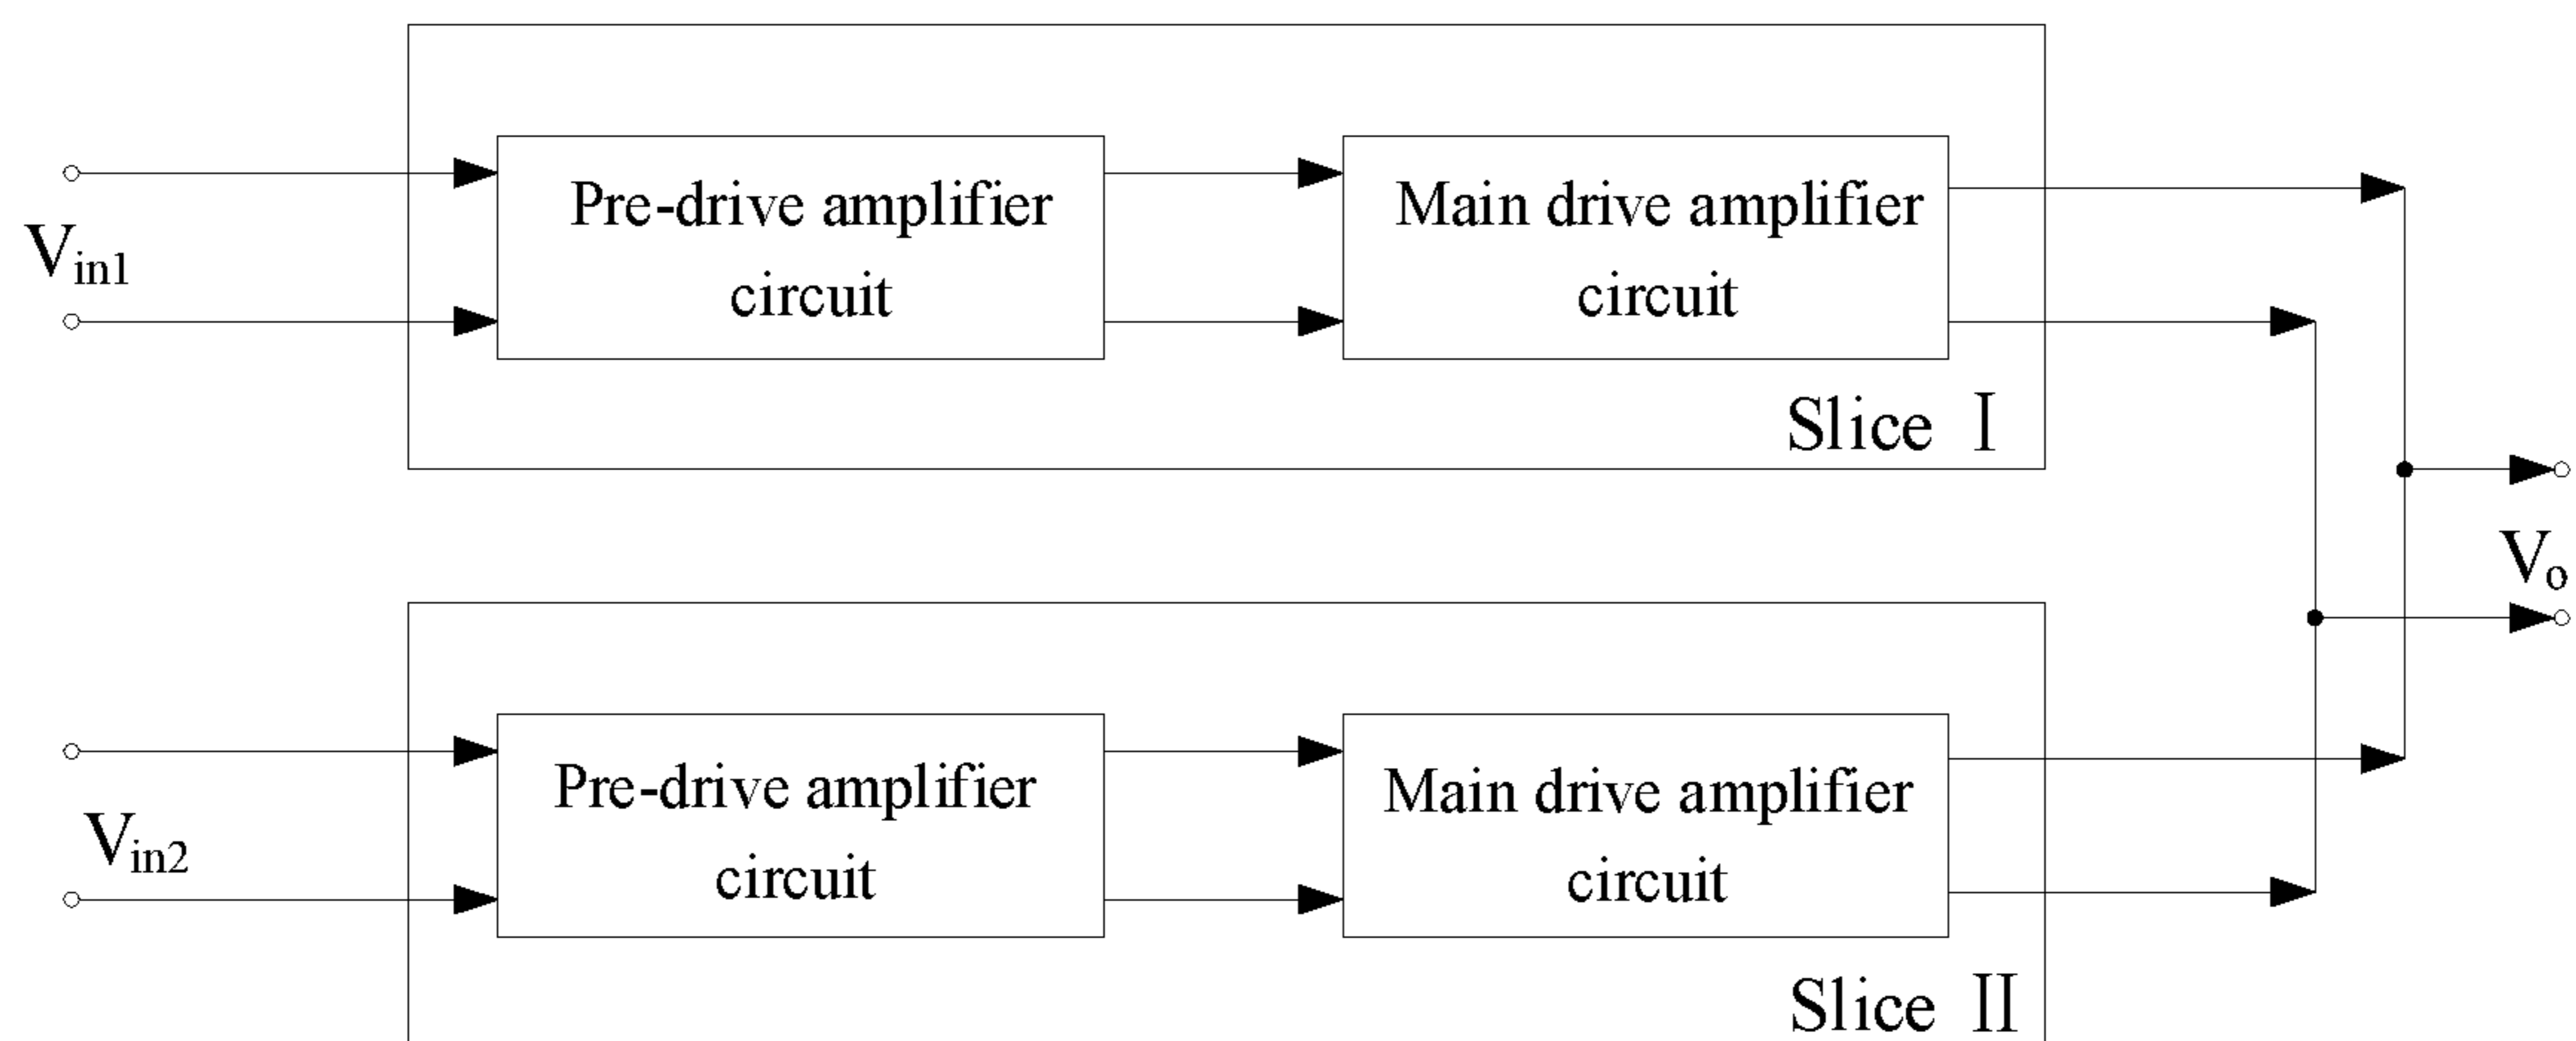 Pre-drive amplifier
circuit
Main drive amplifier
circuit
Vin1
Slice Ⅰ
Vo
Pre-drive amplifier
circuit
Main drive amplifier
circuit
Vin2
Slice Ⅱ